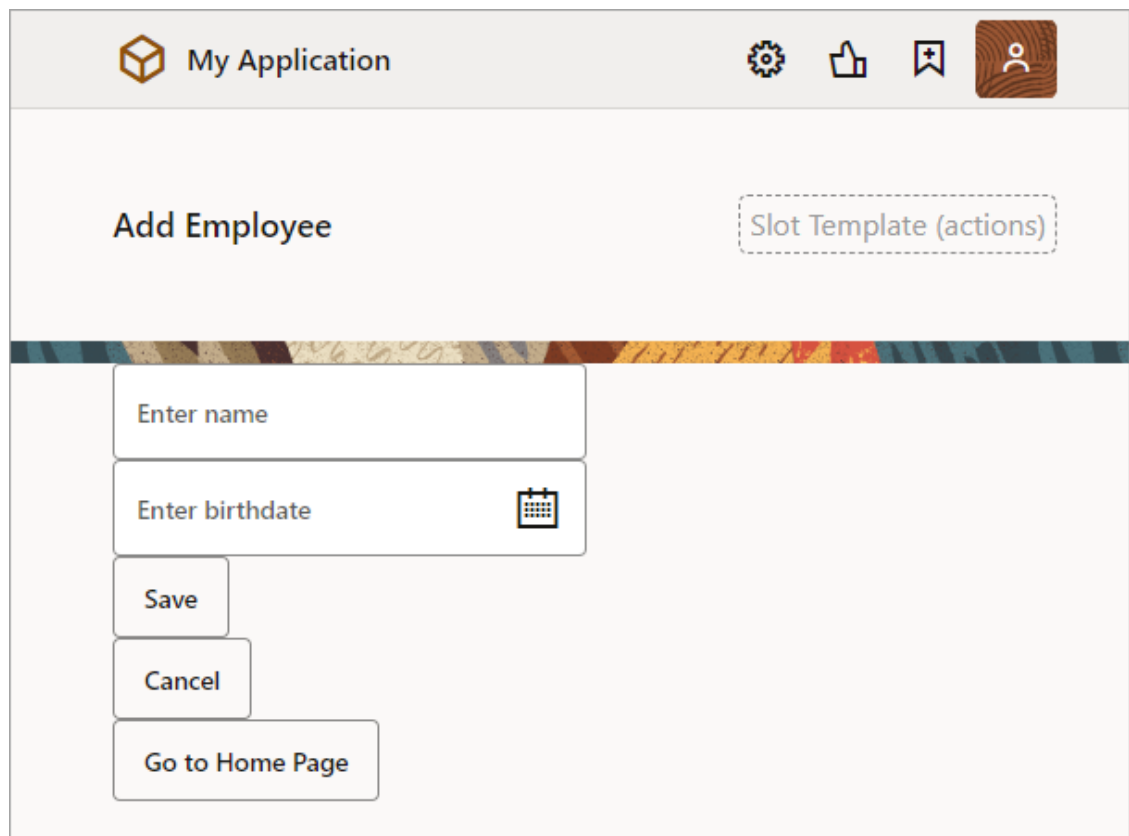 My Application
Add Employee
Slot Template (actions)
Enter name
Enter birthdate
Save
Cancel
Go to Home Page